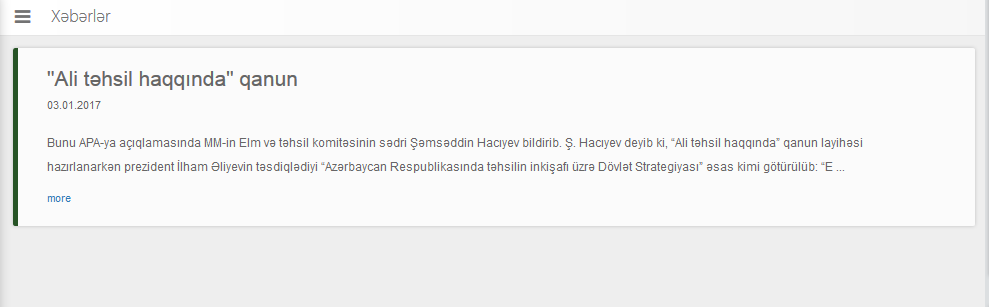 Xəbərlər
"Ali təhsil haqqında" qanun
03.01.2017
Bunu APA-ya açıqlamasında MM-in Elm və təhsil komitəsinin sədri Şəmsəddin Hacıyev bildirib. Ş. Hacıyev deyib ki, “Ali təhsil haqqında” qanun layihəsi
hazırlanarkən prezident İlham Əliyevin təsdiqlədiyi “Azərbaycan Respublikasında təhsilin inkişafı üzrə Dövlət Strategiyası” əsas kimi götürülüb: “E ...
more